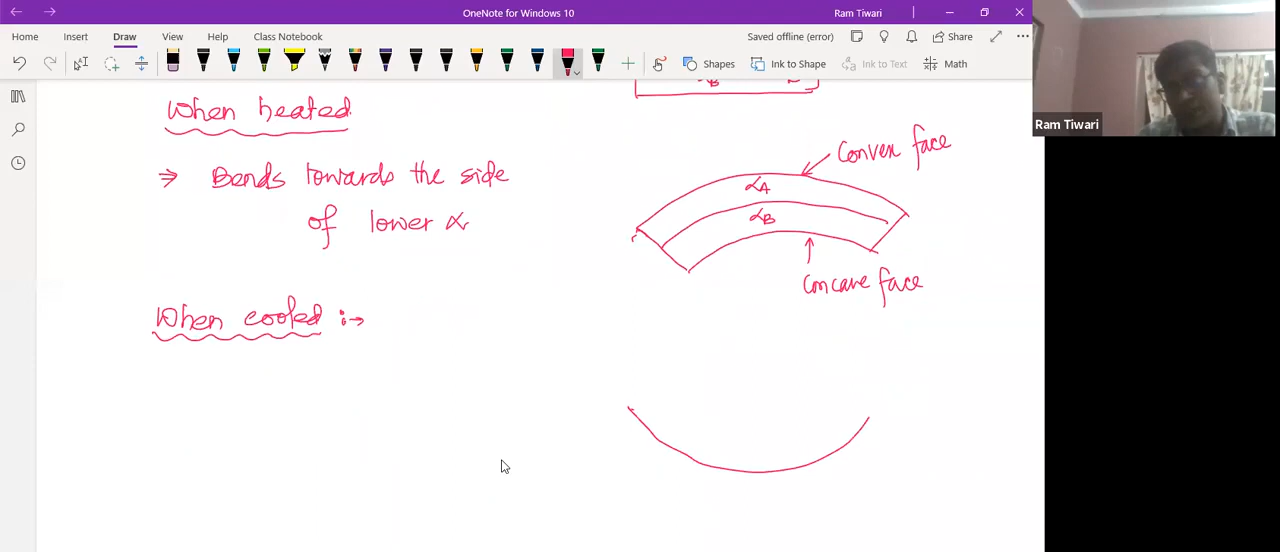 OneNote for Windows 10
Ram Tiwari
Home Insert Draw View Help Class Notebook
Saved offline (error)
Share
Shapes
Ink to Shape
Ink to Text
Math
Ram Tiwari
When heated
⇒ Bends towards the side
of lower α
Convex face
αA
αB
Concave face
When cooled :→